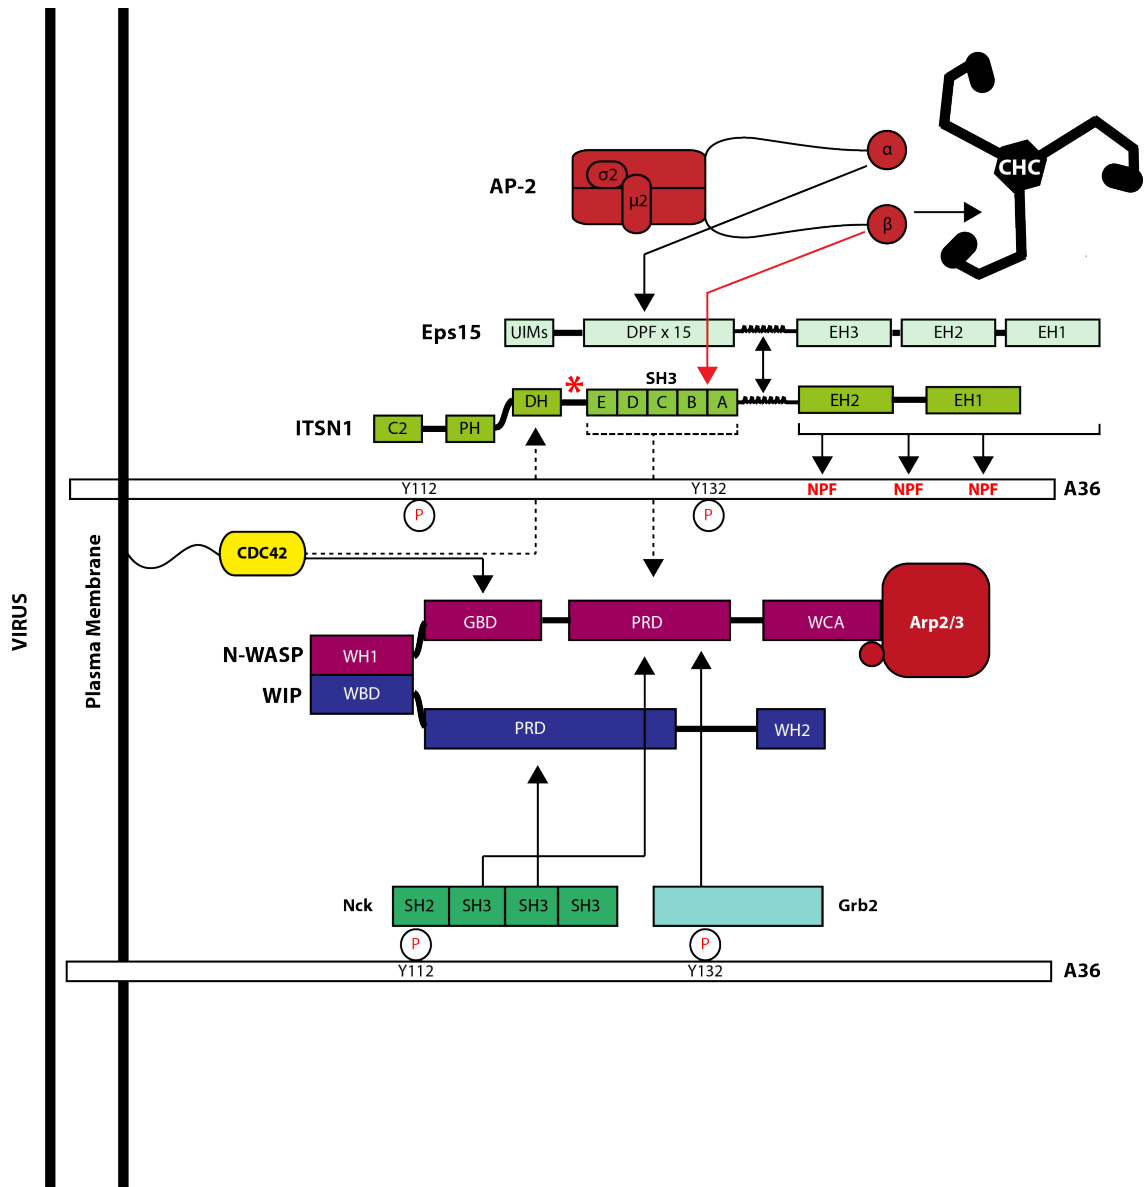 CHC
α
AP-2
σ2
μ2
β
Eps15
UIMs
DPF x 15
EH3
EH2
EH1
SH3
*
ITSN1
C2
PH
DH
E D C B A
EH2
EH1
Y112
Y132
NPF
NPF
NPF
A36
P
P
CDC42
VIRUS
Plasma Membrane
GBD
PRD
WCA
Arp2/3
N-WASP
WH1
WIP
WBD
PRD
WH2
Nck
SH2
SH3
SH3
SH3
Grb2
P
P
Y112
Y132
A36